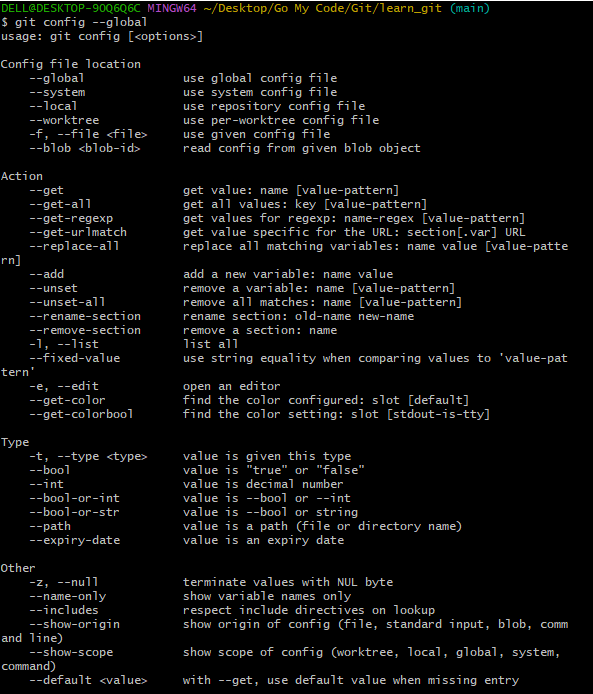 DELL@DESKTOP-9OQ6Q6C MINGW64 ~/Desktop/Go My Code/Git/learn_git (main)
$ git config --global
usage: git config [<options>]

Config file location
    --global              use global config file
    --system              use system config file
    --local               use repository config file
    --worktree            use per-worktree config file
    -f, --file <file>     use given config file
    --blob <blob-id>      read config from given blob object

Action
    --get                 get value: name [value-pattern]
    --get-all             get all values: key [value-pattern]
    --get-regexp          get values for regexp: name-regex [value-pattern]
    --get-urlmatch        get value specific for the URL: section[.var] URL
    --replace-all         replace all matching variables: name value [value-patte
rn]
    --add                 add a new variable: name value
    --unset               remove a variable: name [value-pattern]
    --unset-all           remove all matches: name [value-pattern]
    --rename-section      rename section: old-name new-name
    --remove-section      remove a section: name
    -l, --list            list all
    --fixed-value         use string equality when comparing values to 'value-pat
tern'
    -e, --edit            open an editor
    --get-color           find the color configured: slot [default]
    --get-colorbool       find the color setting: slot [stdout-is-tty]

Type
    -t, --type <type>     value is given this type
    --bool                value is "true" or "false"
    --int                 value is decimal number
    --bool-or-int         value is --bool or --int
    --bool-or-str         value is --bool or string
    --path                value is a path (file or directory name)
    --expiry-date         value is an expiry date

Other
    -z, --null            terminate values with NUL byte
    --name-only           show variable names only
    --includes            respect include directives on lookup
    --show-origin         show origin of config (file, standard input, blob, comm
and line)
    --show-scope          show scope of config (worktree, local, global, system,
command)
    --default <value>     with --get, use default value when missing entry